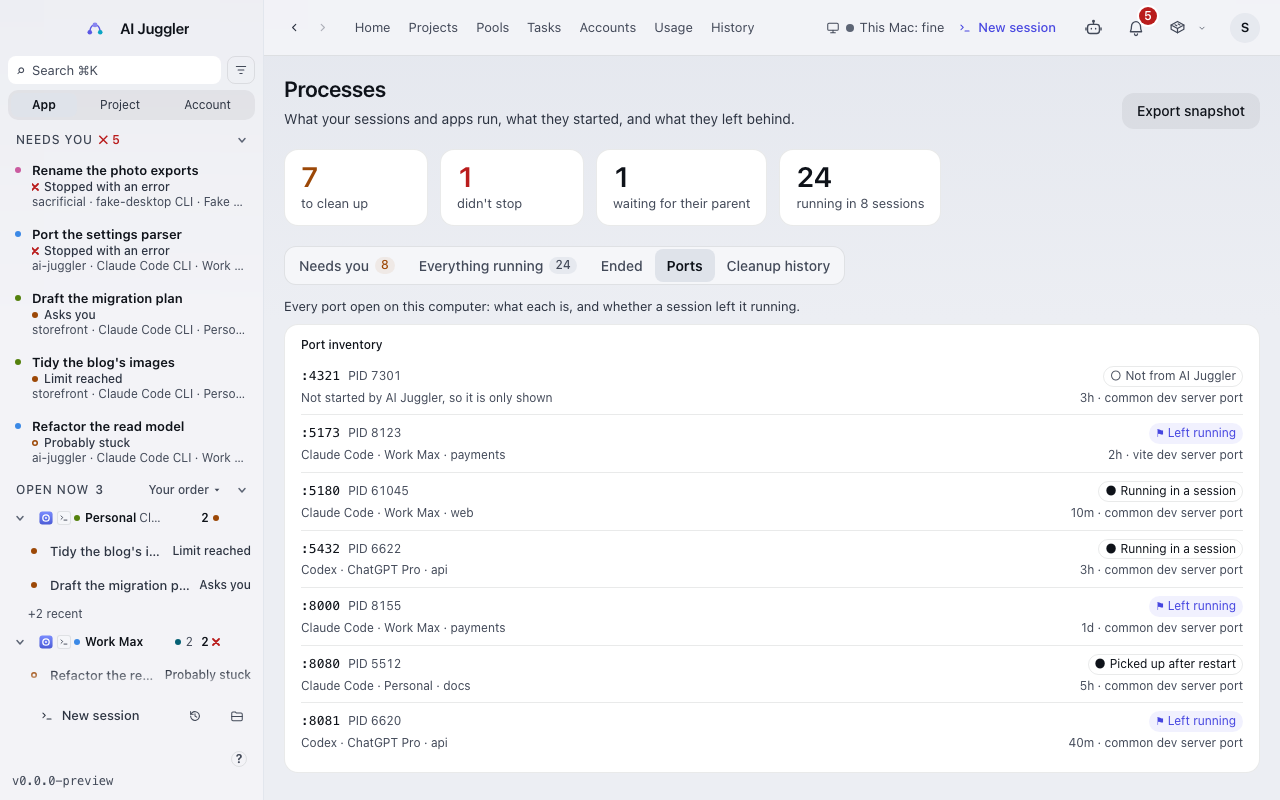 AI Juggler
Search ⌘K
App
Project
Account
NEEDS YOU 5
Rename the photo exports
Stopped with an error
sacrificial · fake-desktop CLI · Fake ...
Port the settings parser
Stopped with an error
ai-juggler · Claude Code CLI · Work ...
Draft the migration plan
Asks you
storefront · Claude Code CLI · Perso...
Tidy the blog's images
Limit reached
storefront · Claude Code CLI · Perso...
Refactor the read model
Probably stuck
ai-juggler · Claude Code CLI · Work ...
OPEN NOW 3
Your order
Personal Cl...
2
Tidy the blog's i...
Limit reached
Draft the migration p...
Asks you
+2 recent
Work Max
2 2
Refactor the re...
Probably stuck
New session
?
v0.0.0-preview
Home
Projects
Pools
Tasks
Accounts
Usage
History
This Mac: fine
New session
5
S
Processes
What your sessions and apps run, what they started, and what they left behind.
Export snapshot
7
to clean up
1
didn't stop
1
waiting for their parent
24
running in 8 sessions
Needs you 8
Everything running 24
Ended
Ports
Cleanup history
Every port open on this computer: what each is, and whether a session left it running.
Port inventory
:4321 PID 7301
Not from AI Juggler
Not started by AI Juggler, so it is only shown
3h · common dev server port
:5173 PID 8123
Left running
Claude Code · Work Max · payments
2h · vite dev server port
:5180 PID 61045
Running in a session
Claude Code · Work Max · web
10m · common dev server port
:5432 PID 6622
Running in a session
Codex · ChatGPT Pro · api
3h · common dev server port
:8000 PID 8155
Left running
Claude Code · Work Max · payments
1d · common dev server port
:8080 PID 5512
Picked up after restart
Claude Code · Personal · docs
5h · common dev server port
:8081 PID 6620
Left running
Codex · ChatGPT Pro · api
40m · common dev server port